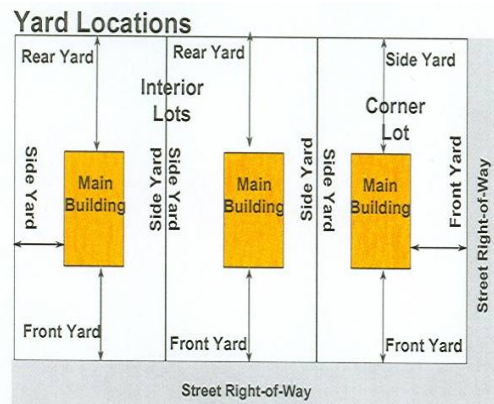 Yard Locations
Rear Yard
Rear Yard
Side Yard
Interior
Lots
Corner
Lot
Side Yard
Main
Building
Side Yard
Side Yard
Main
Building
Side Yard
Side Yard
Main
Building
Front Yard
Street Right-of-Way
Front Yard
Front Yard
Front Yard
Street Right-of-Way